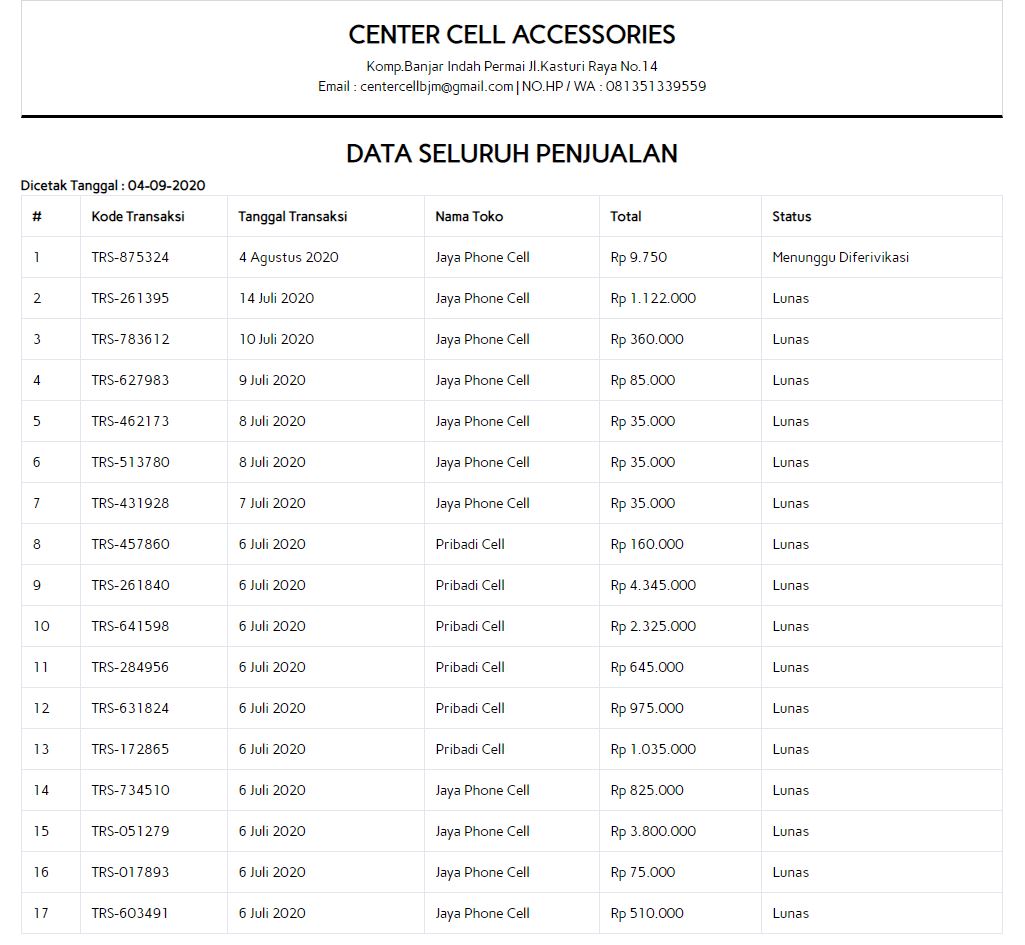 CENTER CELL ACCESSORIES
Komp.Banjar Indah Permai Jl.Kasturi Raya No.14
Email : centercellbjm@gmail.com | NO.HP / WA : 081351339559
DATA SELURUH PENJUALAN
Dicetak Tanggal : 04-09-2020
# Kode Transaksi Tanggal Transaksi Nama Toko Total Status
1 TRS-875324 4 Agustus 2020 Jaya Phone Cell Rp 9.750 Menunggu Diferivikasi
2 TRS-261395 14 Juli 2020 Jaya Phone Cell Rp 1.122.000 Lunas
3 TRS-783612 10 Juli 2020 Jaya Phone Cell Rp 360.000 Lunas
4 TRS-627983 9 Juli 2020 Jaya Phone Cell Rp 85.000 Lunas
5 TRS-462173 8 Juli 2020 Jaya Phone Cell Rp 35.000 Lunas
6 TRS-513780 8 Juli 2020 Jaya Phone Cell Rp 35.000 Lunas
7 TRS-431928 7 Juli 2020 Jaya Phone Cell Rp 35.000 Lunas
8 TRS-457860 6 Juli 2020 Pribadi Cell Rp 160.000 Lunas
9 TRS-261840 6 Juli 2020 Pribadi Cell Rp 4.345.000 Lunas
10 TRS-641598 6 Juli 2020 Pribadi Cell Rp 2.325.000 Lunas
11 TRS-284956 6 Juli 2020 Pribadi Cell Rp 645.000 Lunas
12 TRS-631824 6 Juli 2020 Pribadi Cell Rp 975.000 Lunas
13 TRS-172865 6 Juli 2020 Pribadi Cell Rp 1.035.000 Lunas
14 TRS-734510 6 Juli 2020 Jaya Phone Cell Rp 825.000 Lunas
15 TRS-051279 6 Juli 2020 Jaya Phone Cell Rp 3.800.000 Lunas
16 TRS-017893 6 Juli 2020 Jaya Phone Cell Rp 75.000 Lunas
17 TRS-603491 6 Juli 2020 Jaya Phone Cell Rp 510.000 Lunas